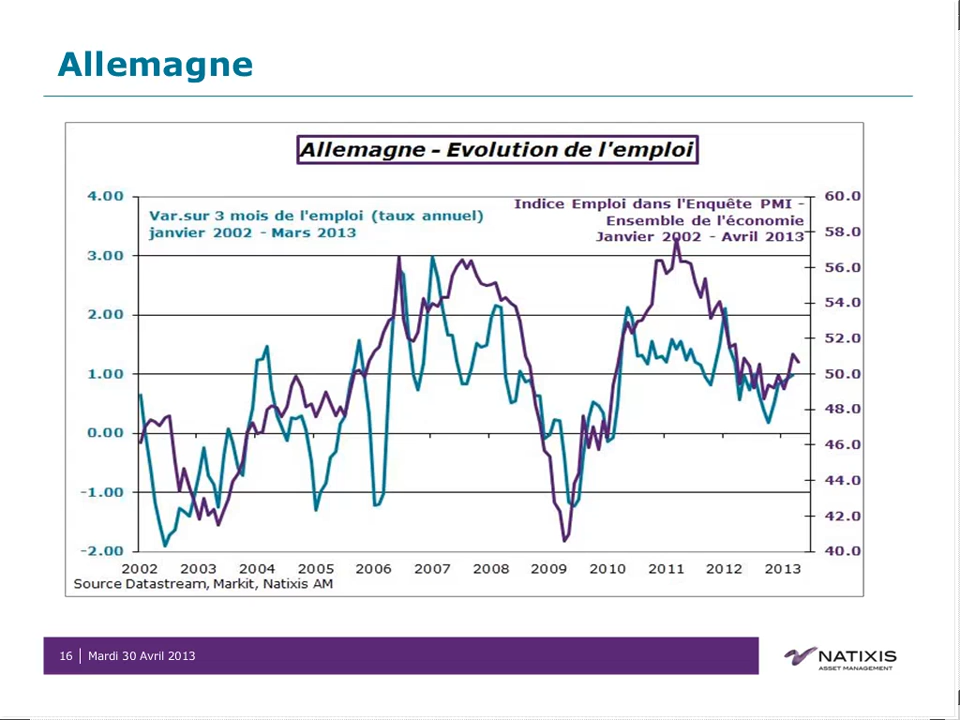 Allemagne
Allemagne - Evolution de l'emploi
4.00
3.00
2.00
1.00
0.00
-1.00
-2.00
Var.sur 3 mois de l'emploi (taux annuel)
janvier 2002 - Mars 2013
Indice Emploi dans l'Enquête PMI -
Ensemble de l'économie
Janvier 2002 - Avril 2013
60.0
58.0
56.0
54.0
52.0
50.0
48.0
46.0
44.0
42.0
40.0
2002 2003 2004 2005 2006 2007 2008 2009 2010 2011 2012 2013
Source Datastream, Markit, Natixis AM
16 Mardi 30 Avril 2013
NATIXIS
ASSET MANAGEMENT